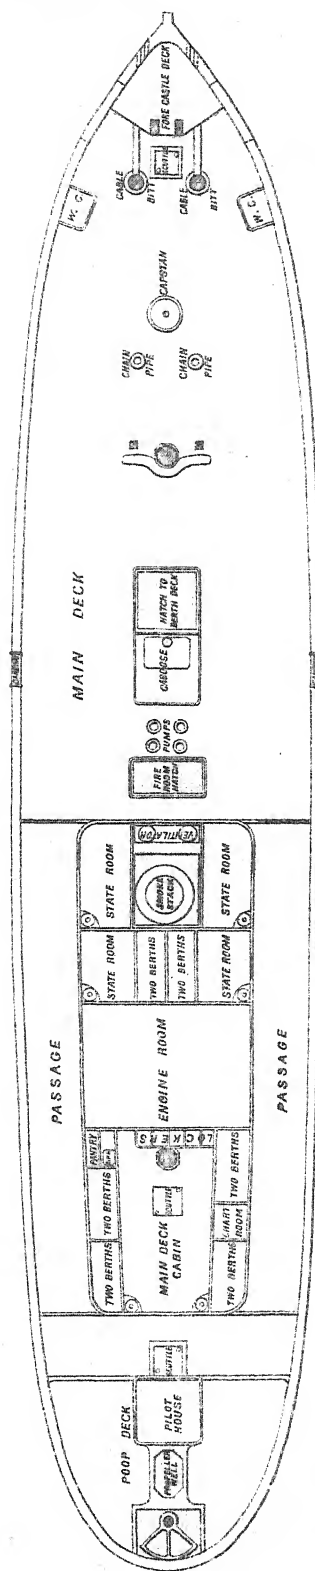 FORE CASTLE DECK
SCUTTLE
CABLE
BITT
CABLE
BITT
W. C.
W. C.
CAPSTAN
CHAIN
PIPE
CHAIN
PIPE
MAIN DECK
HATCH TO
BERTH DECK
CABOOSE
PUMPS
FIRE
ROOM
HATCH
VENTILATOR
SMOKE
STACK
STATE ROOM
STATE ROOM
STATE ROOM
TWO BERTHS
TWO BERTHS
STATE ROOM
PASSAGE
ENGINE ROOM
PASSAGE
LOCKERS
PANTRY
TWO BERTHS
TWO BERTHS
SCUTTLE
MAIN DECK
CABIN
TWO BERTHS
CHART
ROOM
TWO BERTHS
SCUTTLE
POOP DECK
PILOT
HOUSE
PROPELLER
WELL